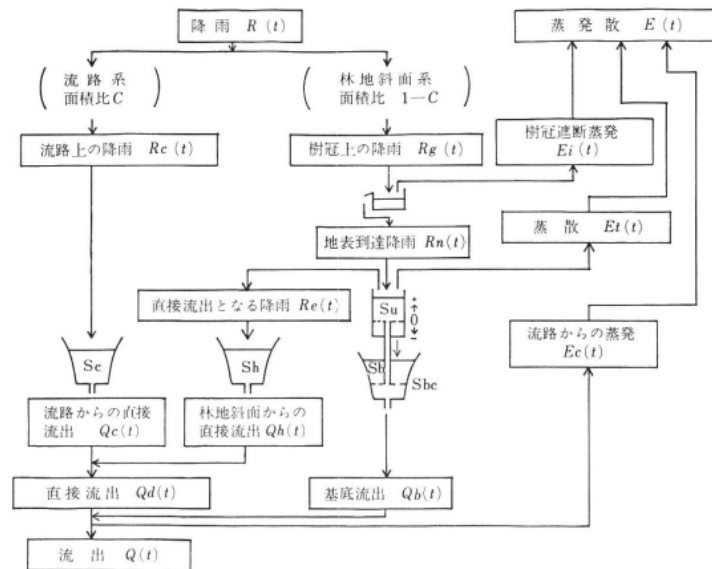 降雨 R (t)
蒸発散 E (t)
流路系
面積比C
林地斜面系
面積比 1—C
流路上の降雨 Rc (t)
樹冠上の降雨 Rg (t)
樹冠遮断蒸発
Ei (t)
地表到達降雨 Rn(t)
蒸散 Et(t)
直接流出となる降雨 Re(t)
Su
+
0
-
流路からの蒸発
Ec(t)
Sc
Sh
Sb
Sbc
流路からの直接
流出 Qc(t)
林地斜面からの
直接流出Qh(t)
直接流出 Qd(t)
基底流出 Qb(t)
流出 Q(t)